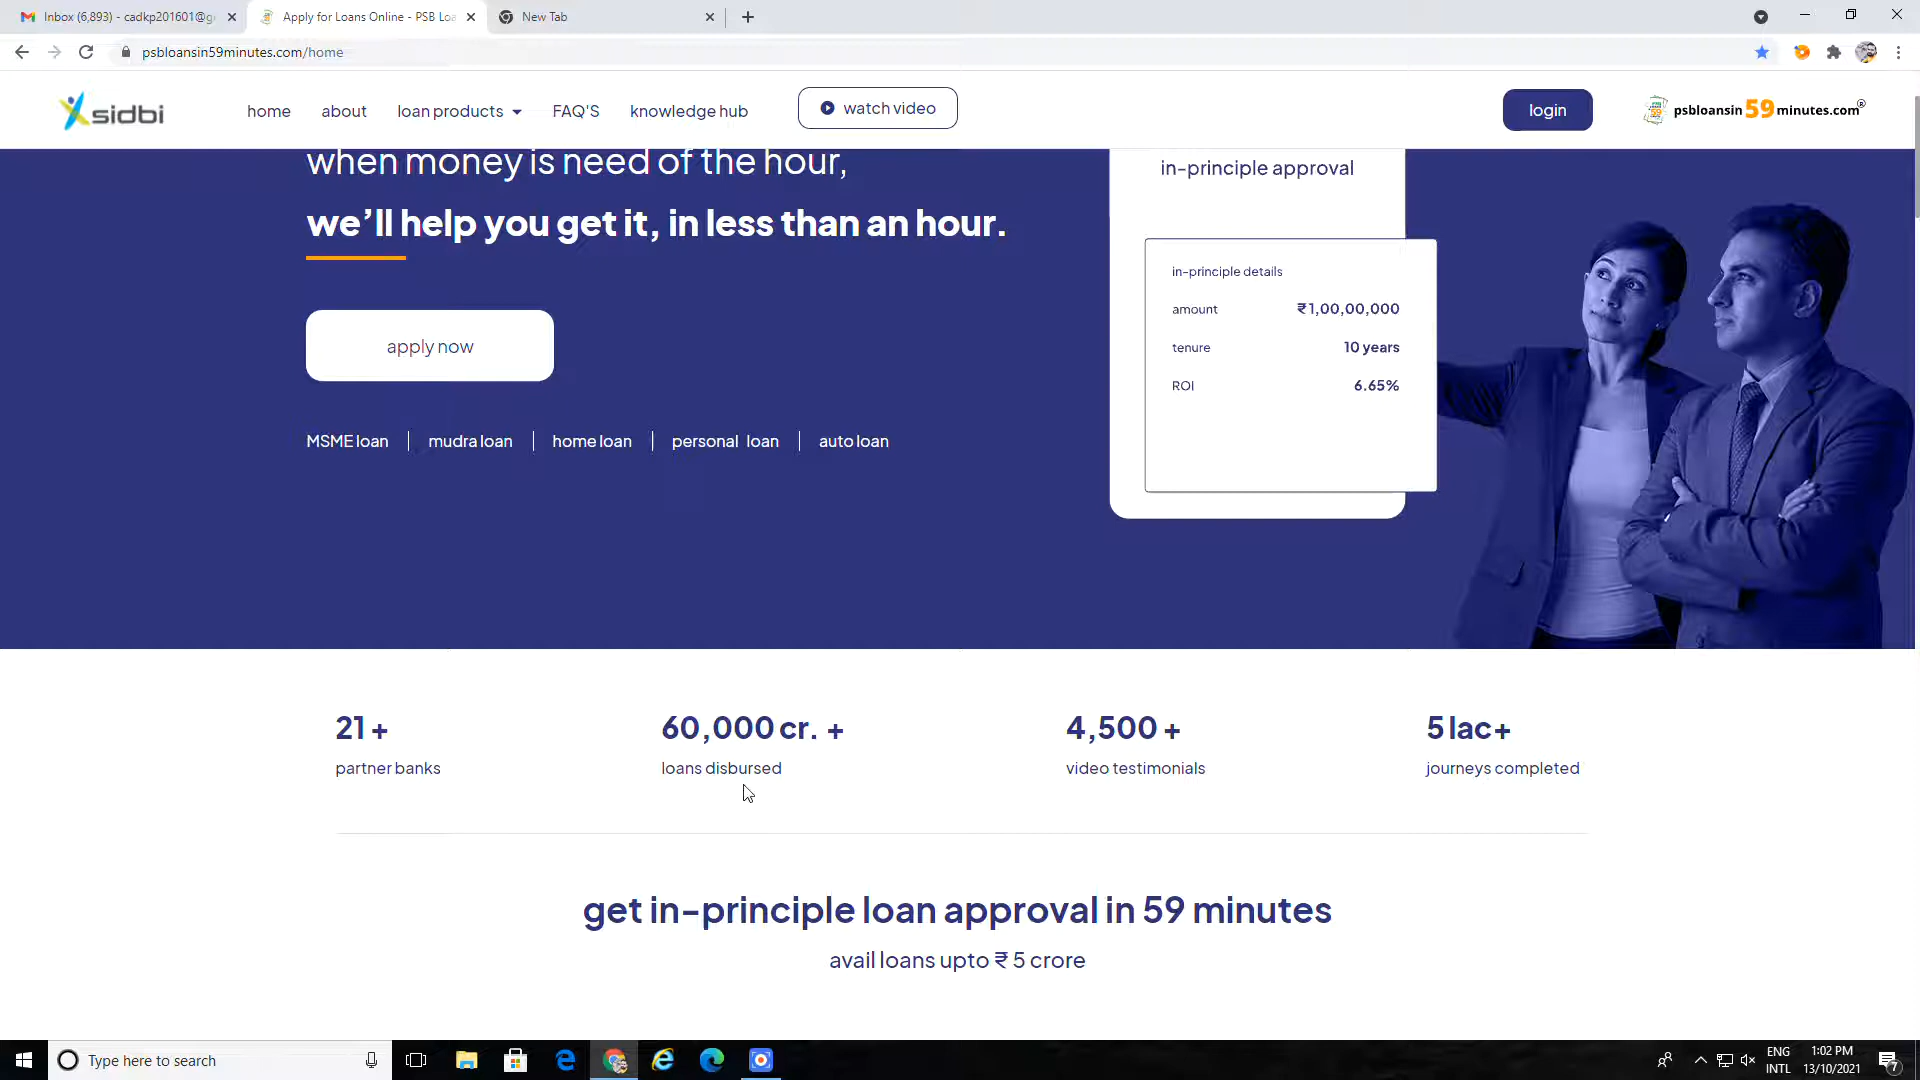 Inbox (6,893) - cadkp201601@g
Apply for Loans Online - PSB Loa
New Tab
psbloansin59minutes.com/home
sidbi
home
about
loan products
FAQ'S
knowledge hub
watch video
login
psbloansin 59 minutes.com®
when money is need of the hour,
we'll help you get it, in less than an hour.
apply now
MSME loan
mudra loan
home loan
personal loan
auto loan
in-principle approval
in-principle details
amount ₹1,00,00,000
tenure 10 years
ROI 6.65%
21 +
partner banks
60,000 cr. +
loans disbursed
4,500 +
video testimonials
5 lac+
journeys completed
get in-principle loan approval in 59 minutes
avail loans upto ₹ 5 crore
Type here to search
ENG
INTL
1:02 PM
13/10/2021
7